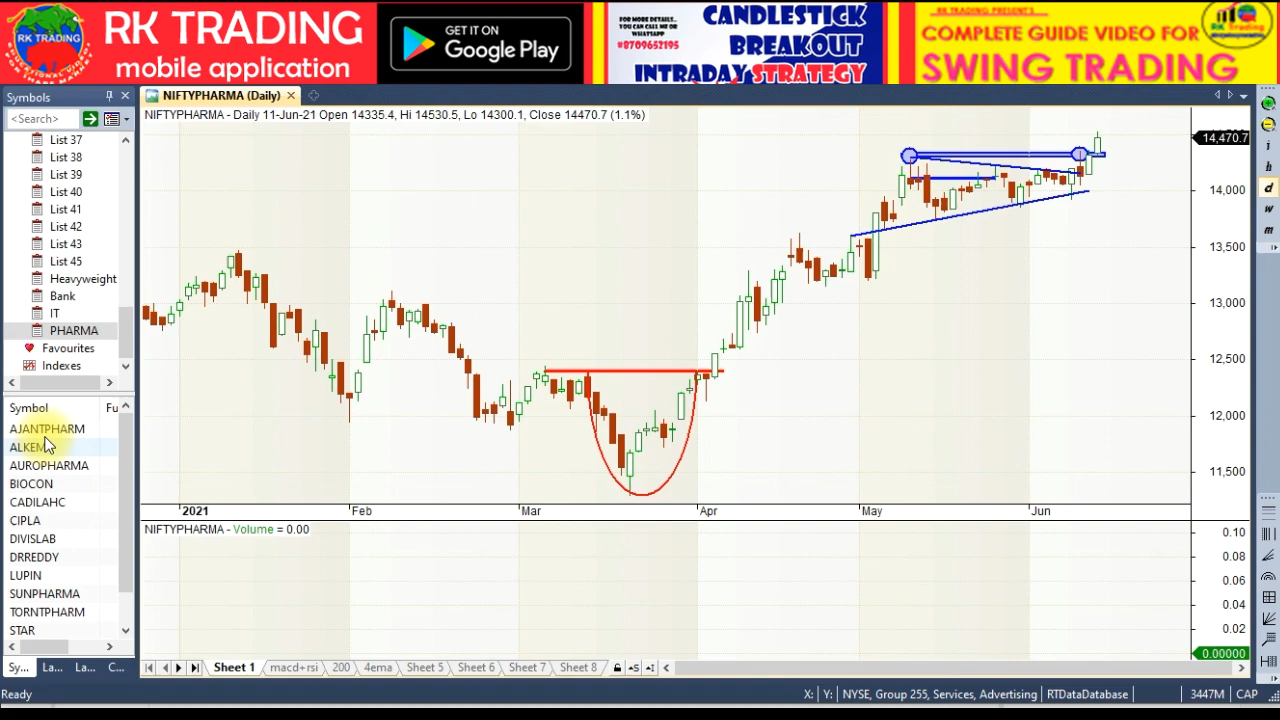 RK TRADING
RK TRADING
mobile application
GET IT ON
Google Play
FOR MORE DETAILS..
YOU CAN CALL ME OR
WHATSAPP
#8709652195
CANDLESTICK
BREAKOUT
INTRADAY STRATEGY
RK TRADING PRESENT'S
COMPLETE GUIDE VIDEO FOR
SWING TRADING
Symbols
<Search>
List 37
List 38
List 39
List 40
List 41
List 42
List 43
List 45
Heavyweight
Bank
IT
PHARMA
Favourites
Indexes
Symbol Fu
AJANTPHARM
ALKEM
AUROPHARMA
BIOCON
CADILAHC
CIPLA
DIVISLAB
DRREDDY
LUPIN
SUNPHARMA
TORNTPHARM
STAR
Sy... La... La... C...
NIFTYPHARMA (Daily)
NIFTYPHARMA - Daily 11-Jun-21 Open 14335.4, Hi 14530.5, Lo 14300.1, Close 14470.7 (1.1%)
14,470.7
14,000
13,500
13,000
12,500
12,000
11,500
2021 Feb Mar Apr May Jun
NIFTYPHARMA - Volume = 0.00
0.10
0.08
0.06
0.04
0.02
0.00000
i
h
d
w
m
Sheet 1 macd+rsi 200 4ema Sheet 5 Sheet 6 Sheet 7 Sheet 8
Ready X: Y: NYSE, Group 255, Services, Advertising RTDataDatabase 3447M CAP